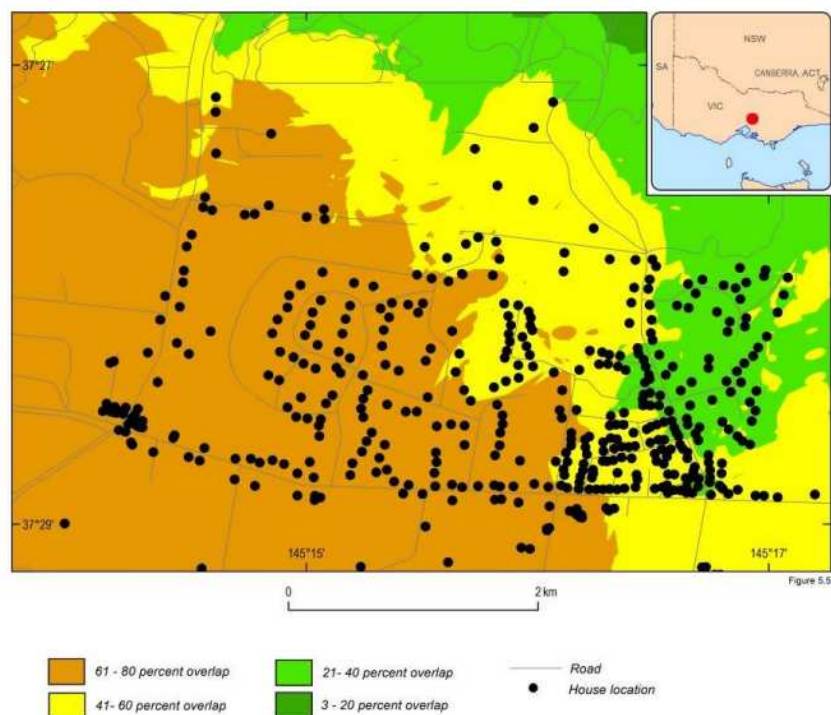 37°27'
NSW
SA
CANBERRA, ACT
VIC
37°29'
145°15'
145°17'
Figure 5.5
0
2 km
61 - 80 percent overlap
21- 40 percent overlap
Road
41- 60 percent overlap
3 - 20 percent overlap
House location